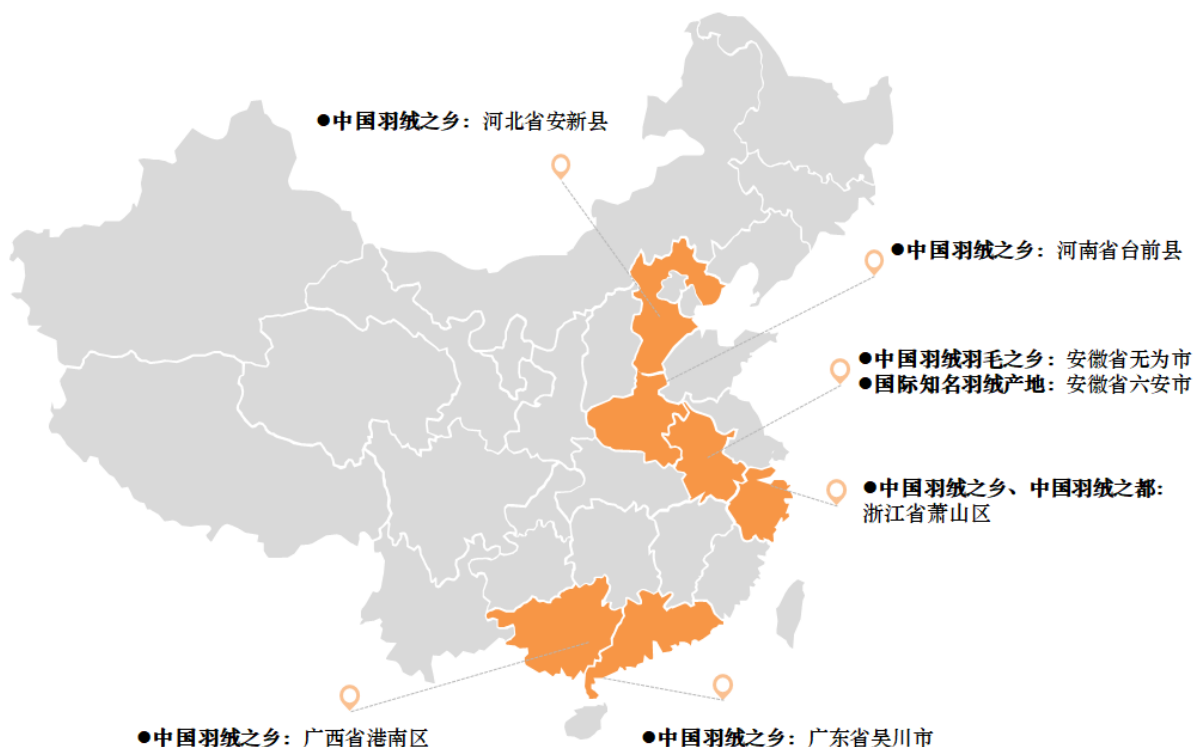 ●中国羽绒之乡：河北省安新县
●中国羽绒之乡：河南省台前县
●中国羽绒羽毛之乡：安徽省无为市
●国际知名羽绒产地：安徽省六安市
●中国羽绒之乡、中国羽绒之都：
浙江省萧山区
●中国羽绒之乡：广西省港南区
●中国羽绒之乡：广东省吴川市